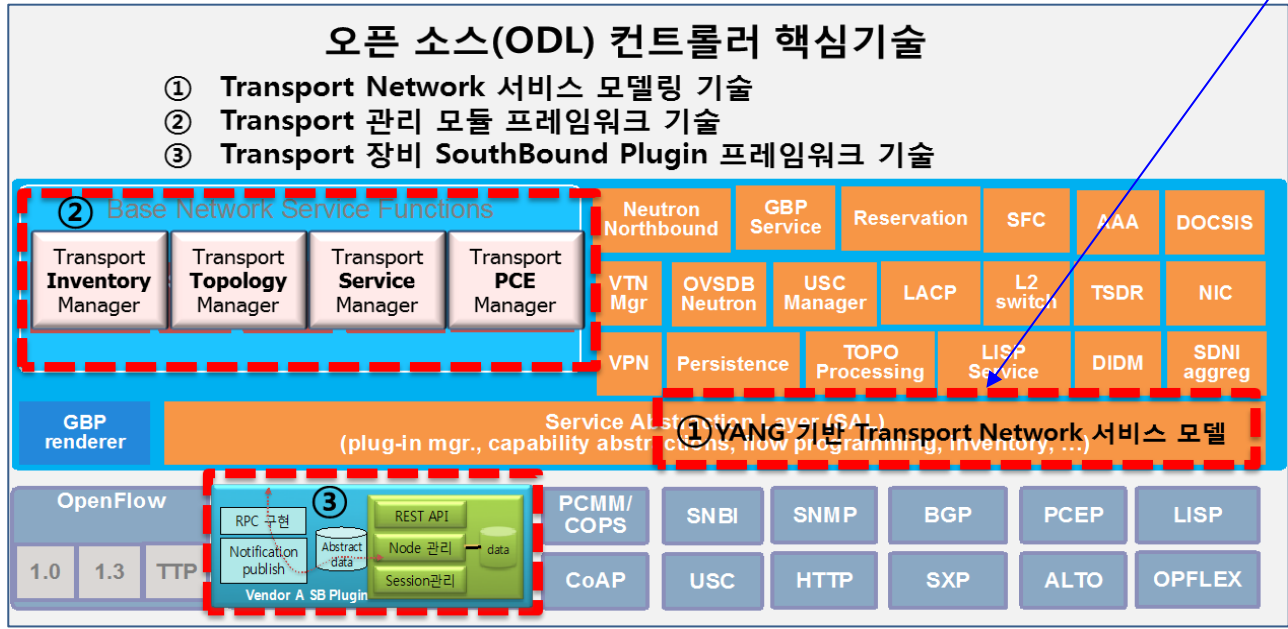 오픈 소스(ODL) 컨트롤러 핵심기술
① Transport Network 서비스 모델링 기술
② Transport 관리 모듈 프레임워크 기술
③ Transport 장비 SouthBound Plugin 프레임워크 기술
② Base Network Service Functions
Transport
Inventory
Manager
Transport
Topology
Manager
Transport
Service
Manager
Transport
PCE
Manager
Neutron
Northbound
GBP
Service
Reservation
SFC
AAA
DOCSIS
VTN
Mgr
OVSDB
Neutron
USC
Manager
LACP
L2
switch
TSDR
NIC
VPN
Persistence
TOPO
Processing
LISP
Service
DIDM
SDNI
aggreg
GBP
renderer
Service Abstraction Layer (SAL)
(plug-in mgr., capability abstractions, flow programming, inventory, ...)
① YANG 기반 Transport Network 서비스 모델
OpenFlow
1.0
1.3
TTP
③
RPC 구현
Notification
publish
Abstract
data
REST API
Node 관리
Session관리
data
Vendor A SB Plugin
PCMM/
COPS
SNBI
SNMP
BGP
PCEP
LISP
CoAP
USC
HTTP
SXP
ALTO
OPFLEX